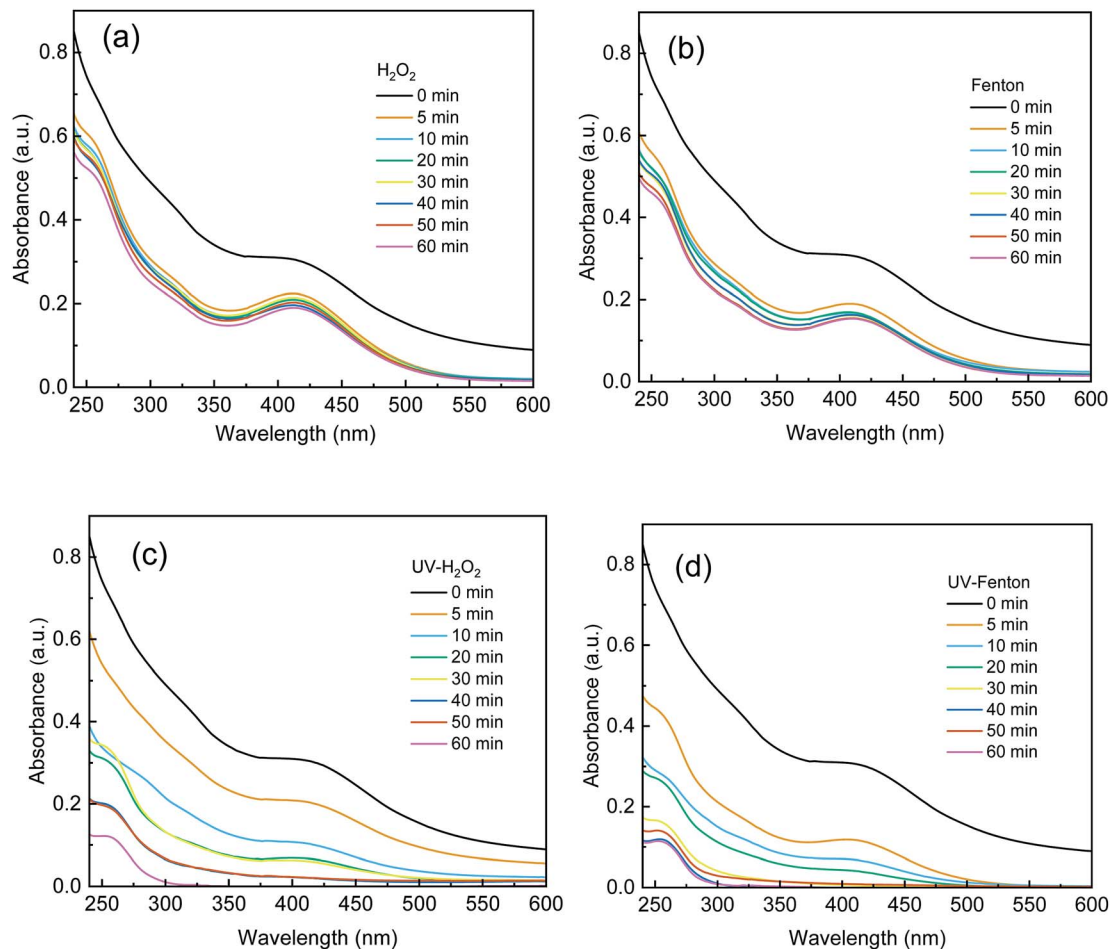 (a)
H₂O₂
0 min
5 min
10 min
20 min
30 min
40 min
50 min
60 min
Absorbance (a.u.)
0.8
0.6
0.4
0.2
0.0
250 300 350 400 450 500 550 600
Wavelength (nm)
(b)
Fenton
0 min
5 min
10 min
20 min
30 min
40 min
50 min
60 min
Absorbance (a.u.)
0.8
0.6
0.4
0.2
0.0
250 300 350 400 450 500 550 600
Wavelength (nm)
(c)
UV-H₂O₂
0 min
5 min
10 min
20 min
30 min
40 min
50 min
60 min
Absorbance (a.u.)
0.8
0.6
0.4
0.2
0.0
250 300 350 400 450 500 550 600
Wavelength (nm)
(d)
UV-Fenton
0 min
5 min
10 min
20 min
30 min
40 min
50 min
60 min
Absorbance (a.u.)
0.8
0.6
0.4
0.2
0.0
250 300 350 400 450 500 550 600
Wavelength (nm)